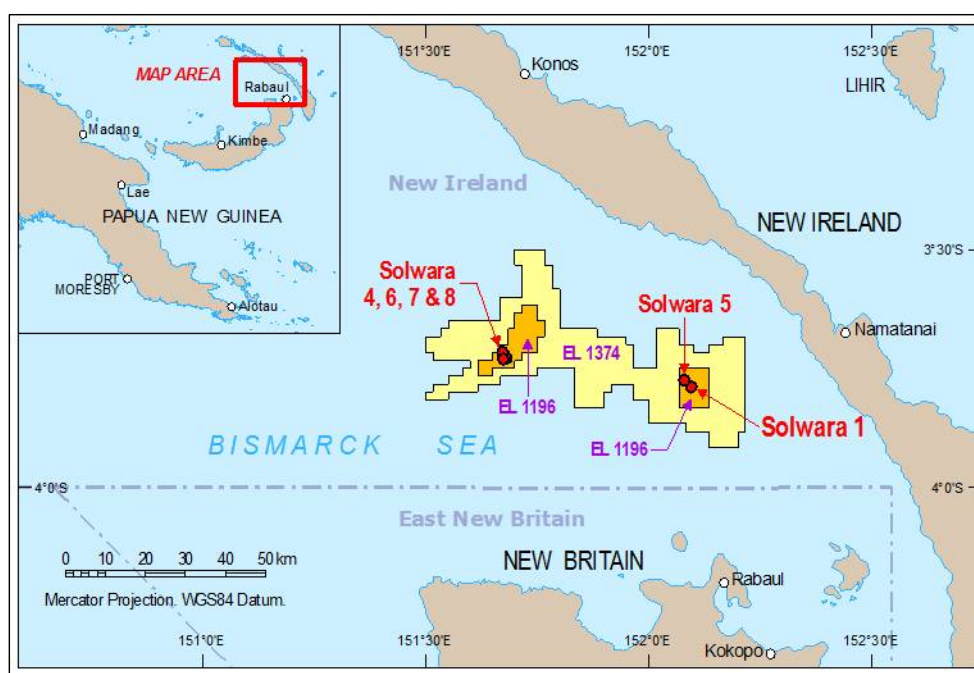 MAP AREA
Rabaul
Madang
Kimbe
Lae
PAPUA NEW GUINEA
PORT
MORESBY
Alotau
151°30'E
152°0'E
152°30'E
Konos
LIHIR
New Ireland
NEW IRELAND
3°30'S
Solwara
4, 6, 7 & 8
Solwara 5
Namatanai
EL 1374
EL 1196
Solwara 1
EL 1196
BISMARCK SEA
4°0'S
4°0'S
East New Britain
NEW BRITAIN
0 10 20 30 40 50 km
Rabaul
Mercator Projection. WGS84 Datum.
151°0'E
151°30'E
152°0'E
152°30'E
Kokopo